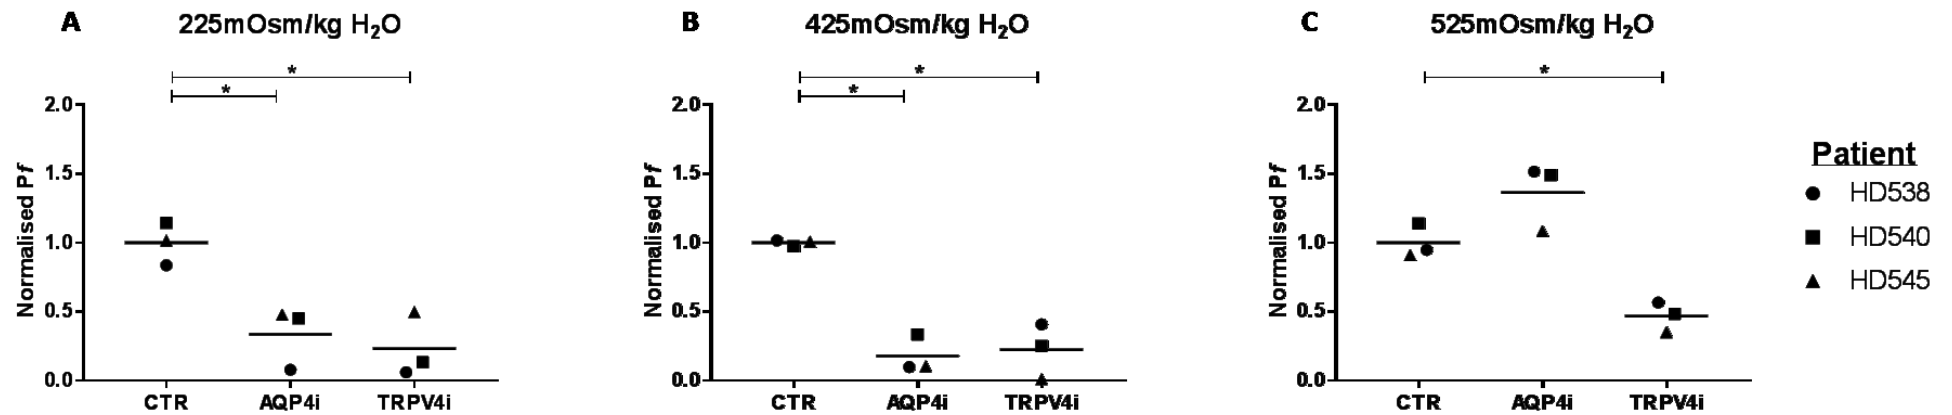 A 225mOsm/kg H₂O
*
*
2.0
1.5
1.0
0.5
0.0
Normalised Pf
CTR AQP4i TRPV4i
B 425mOsm/kg H₂O
*
*
2.0
1.5
1.0
0.5
0.0
Normalised Pf
CTR AQP4i TRPV4i
C 525mOsm/kg H₂O
*
2.0
1.5
1.0
0.5
0.0
Normalised Pf
CTR AQP4i TRPV4i
Patient
HD538
HD540
HD545